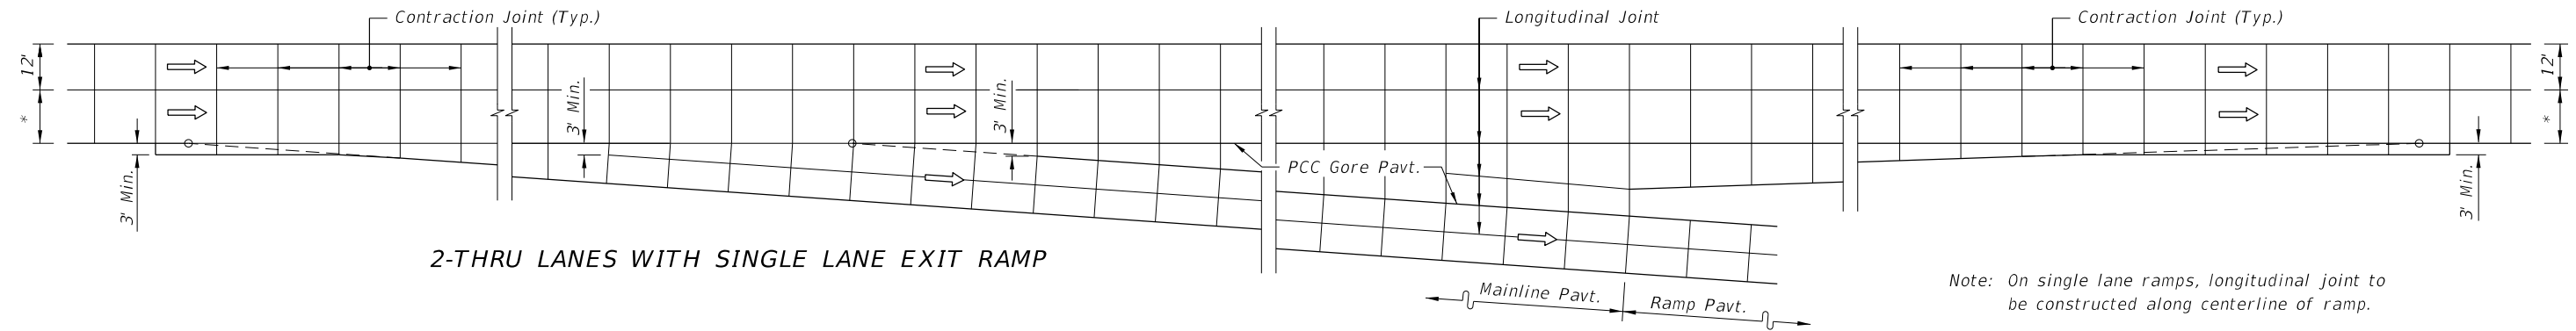 Contraction Joint (Typ.)
Longitudinal Joint
Contraction Joint (Typ.)
12'
*
3' Min.
3' Min.
3' Min.
PCC Gore Pavt.
12'
*
3' Min.
2-THRU LANES WITH SINGLE LANE EXIT RAMP
Mainline Pavt.
Ramp Pavt.
Note: On single lane ramps, longitudinal joint to
be constructed along centerline of ramp.